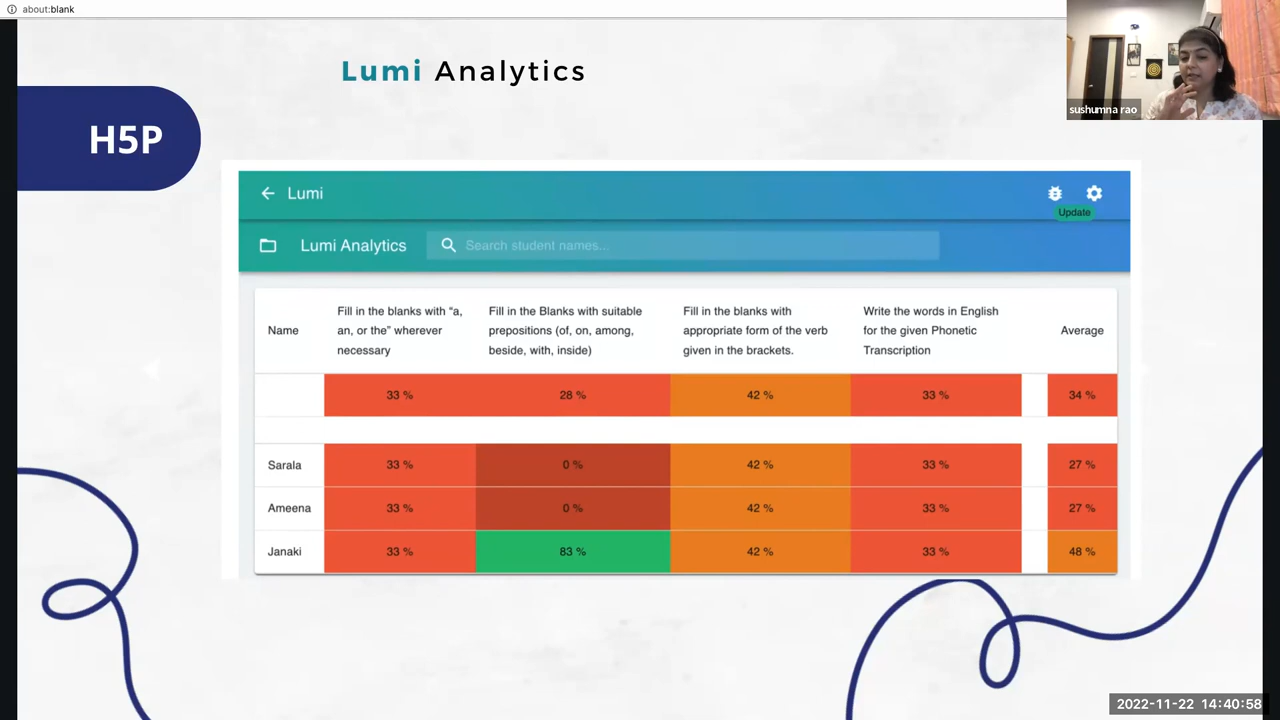 about:blank
Lumi Analytics
sushumna rao
H5P
Lumi
Update
Lumi Analytics
Search student names...
Name
Fill in the blanks with “a,
an, or the” wherever
necessary
Fill in the Blanks with suitable
prepositions (of, on, among,
beside, with, inside)
Fill in the blanks with
appropriate form of the verb
given in the brackets.
Write the words in English
for the given Phonetic
Transcription
Average
33 % 28 % 42 % 33 % 34 %
Sarala 33 % 0 % 42 % 33 % 27 %
Ameena 33 % 0 % 42 % 33 % 27 %
Janaki 33 % 83 % 42 % 33 % 48 %
2022-11-22 14:40:58